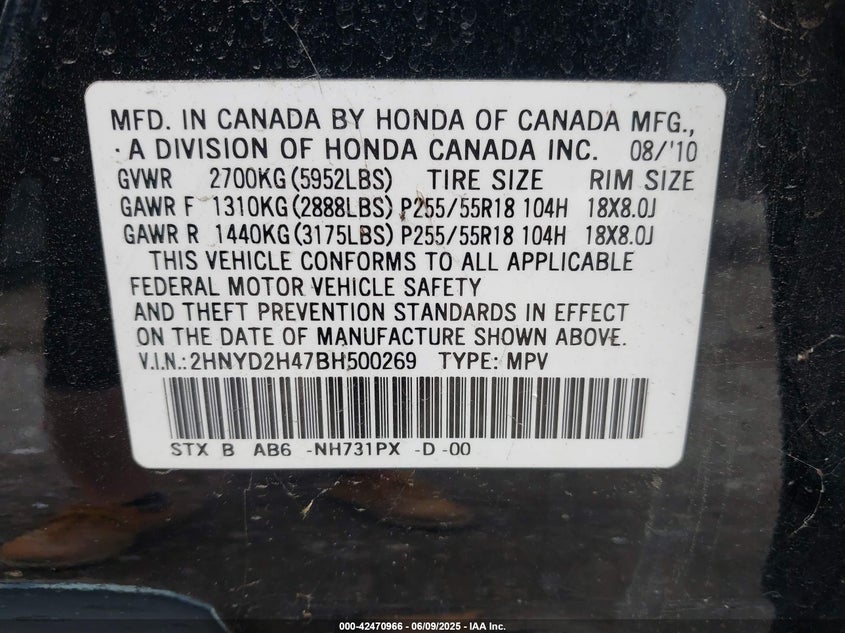 MFD. IN CANADA BY HONDA OF CANADA MFG.,
A DIVISION OF HONDA CANADA INC. 08/'10
GVWR 2700KG (5952LBS) TIRE SIZE RIM SIZE
GAWR F 1310KG (2888LBS) P255/55R18 104H 18X8.0J
GAWR R 1440KG (3175LBS) P255/55R18 104H 18X8.0J
THIS VEHICLE CONFORMS TO ALL APPLICABLE
FEDERAL MOTOR VEHICLE SAFETY
AND THEFT PREVENTION STANDARDS IN EFFECT
ON THE DATE OF MANUFACTURE SHOWN ABOVE.
V.I.N.: 2HNYD2H47BH500269 TYPE: MPV
STX B AB6 -NH731PX -D -00
000-42470966 - 06/09/2025 - IAA Inc.